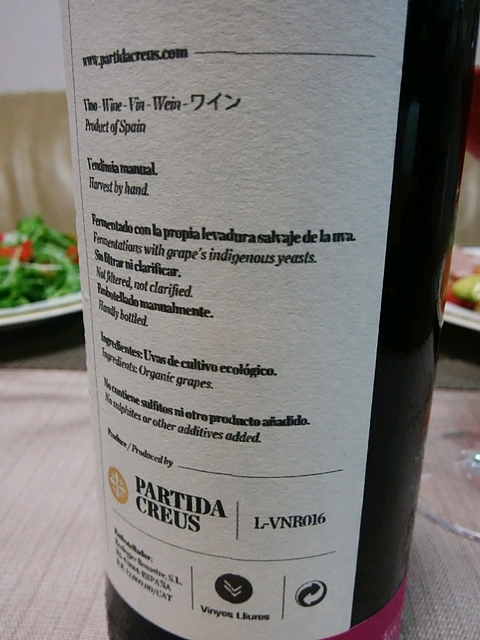 www.partidacreus.com
Vino - Wine - Vin - Wein - ワイン
Product of Spain
Vendimia manual.
Harvest by hand.
Fermentado con la propia levadura salvaje de la uva.
Fermentations with grape's indigenous yeasts.
Sin filtrar ni clarificar.
Not filtered, not clarified.
Embotellado manualmente.
Handly bottled.
Ingredientes: Uvas de cultivo ecológico.
Ingredients: Organic grapes.
No contiene sulfitos ni otro producto añadido.
No sulphites or other additives added.
Produce / Produced by
PARTIDA
CREUS
L-VNR016
Embotellador:
S.L.
ESPAÑA
Vinyes Lliures